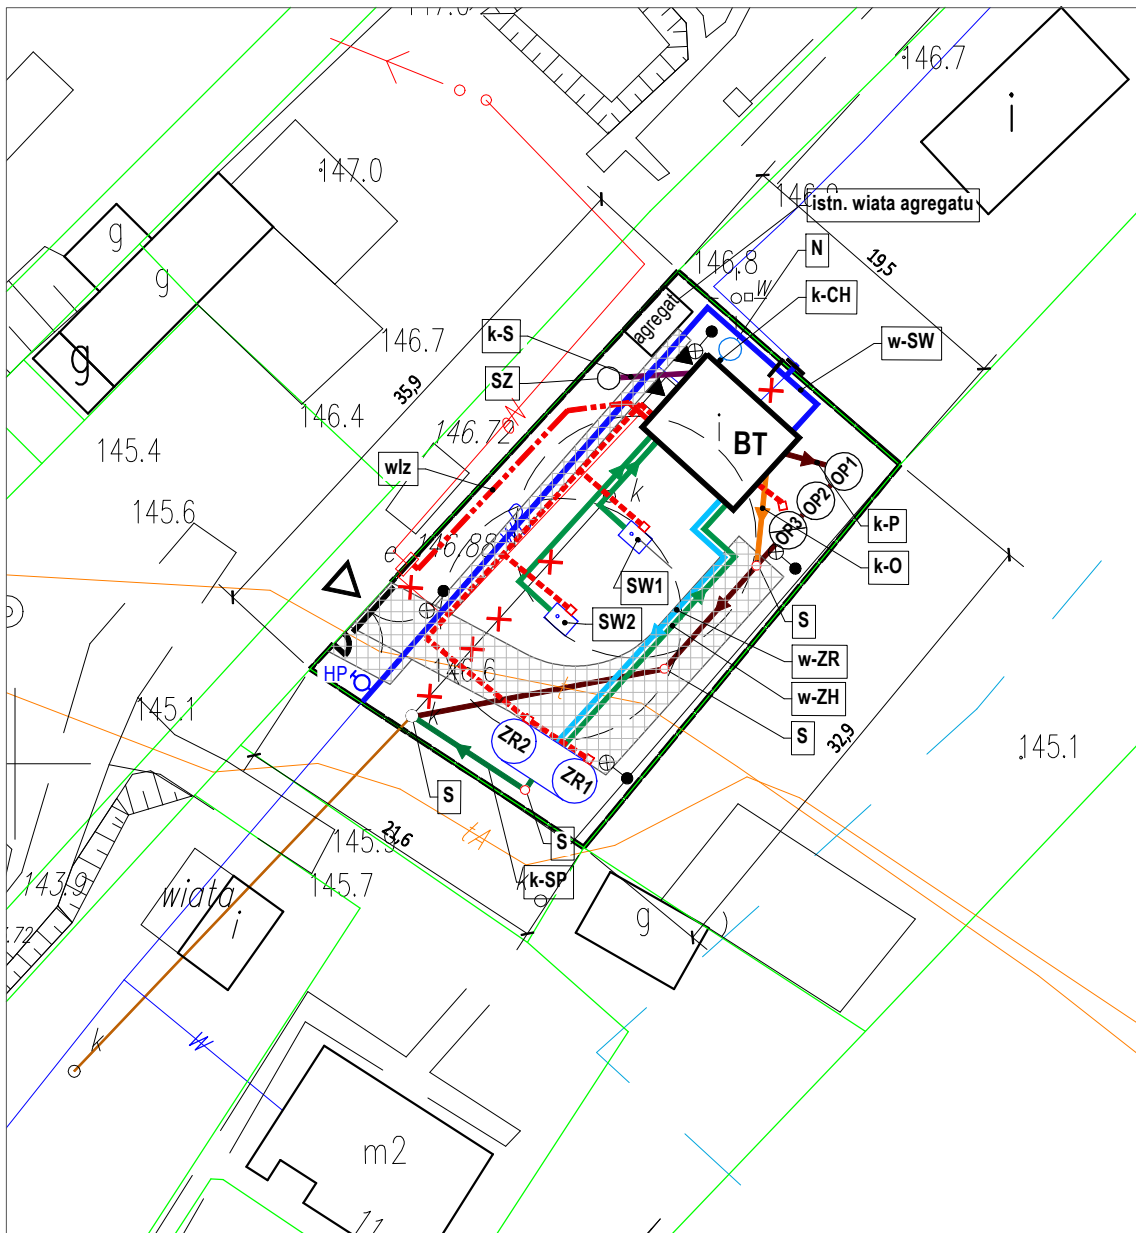 146.7
i
147.0
istn. wiata agregatu
g
146.8
N
19,5
g
W
k-CH
agregat
k-S
w-SW
146.7
g
SZ
35,9
146.4
146.72
i
BT
145.4
wlz
OP1
OP2
k
145.6
OP3
k-P
146.88
e
k-O
SW1
SW2
S
w-ZR
146.6
HP
w-ZH
k
145.1
S
ZR2
32,9
145.1
ZR1
S
21,6
tA
145.9
S
145.7
k-SP
143.9
wiata
i
g
k
w
m2